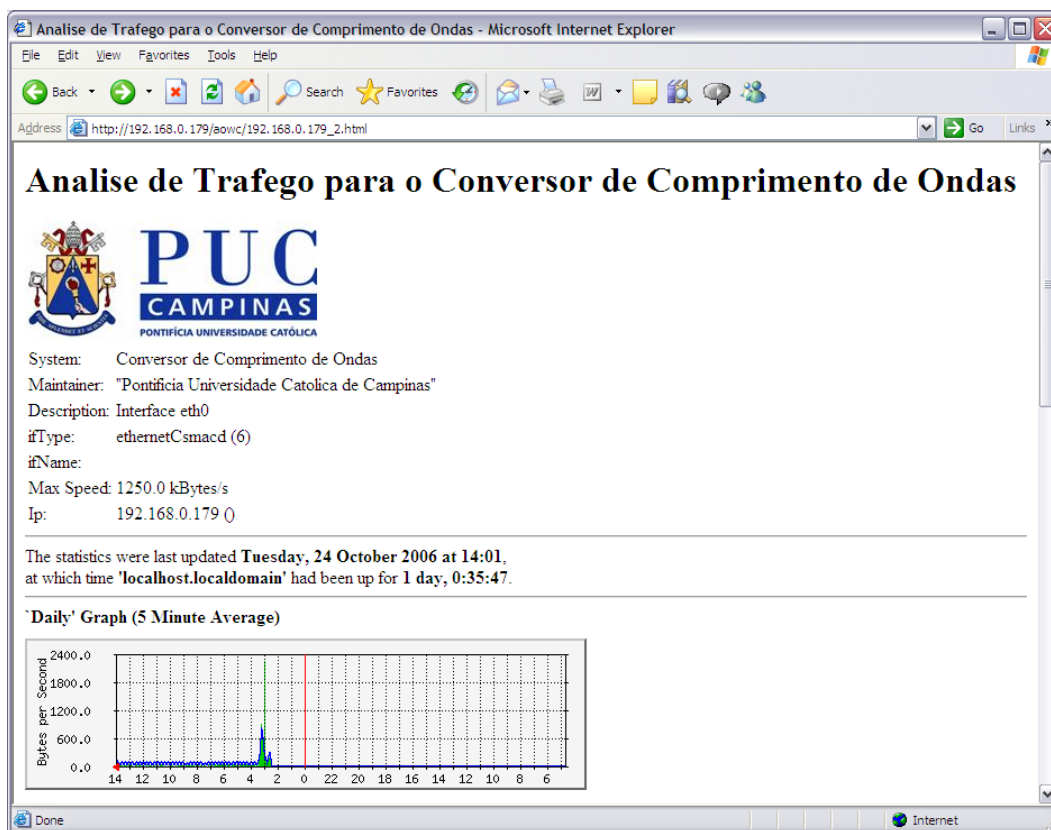 Analise de Trafego para o Conversor de Comprimento de Ondas - Microsoft Internet Explorer
File Edit View Favorites Tools Help
Back Search Favorites
Address http://192.168.0.179/aowc/192.168.0.179_2.html Go Links »
Analise de Trafego para o Conversor de Comprimento de Ondas
PUC
CAMPINAS
PONTIFÍCIA UNIVERSIDADE CATÓLICA
System: Conversor de Comprimento de Ondas
Maintainer: "Pontificia Universidade Catolica de Campinas"
Description: Interface eth0
ifType: ethernetCsmacd (6)
ifName:
Max Speed: 1250.0 kBytes/s
Ip: 192.168.0.179 ()
The statistics were last updated Tuesday, 24 October 2006 at 14:01,
at which time 'localhost.localdomain' had been up for 1 day, 0:35:47.
`Daily' Graph (5 Minute Average)
Bytes per Second
2400.0
1800.0
1200.0
600.0
0.0
14 12 10 8 6 4 2 0 22 20 18 16 14 12 10 8 6
Done Internet